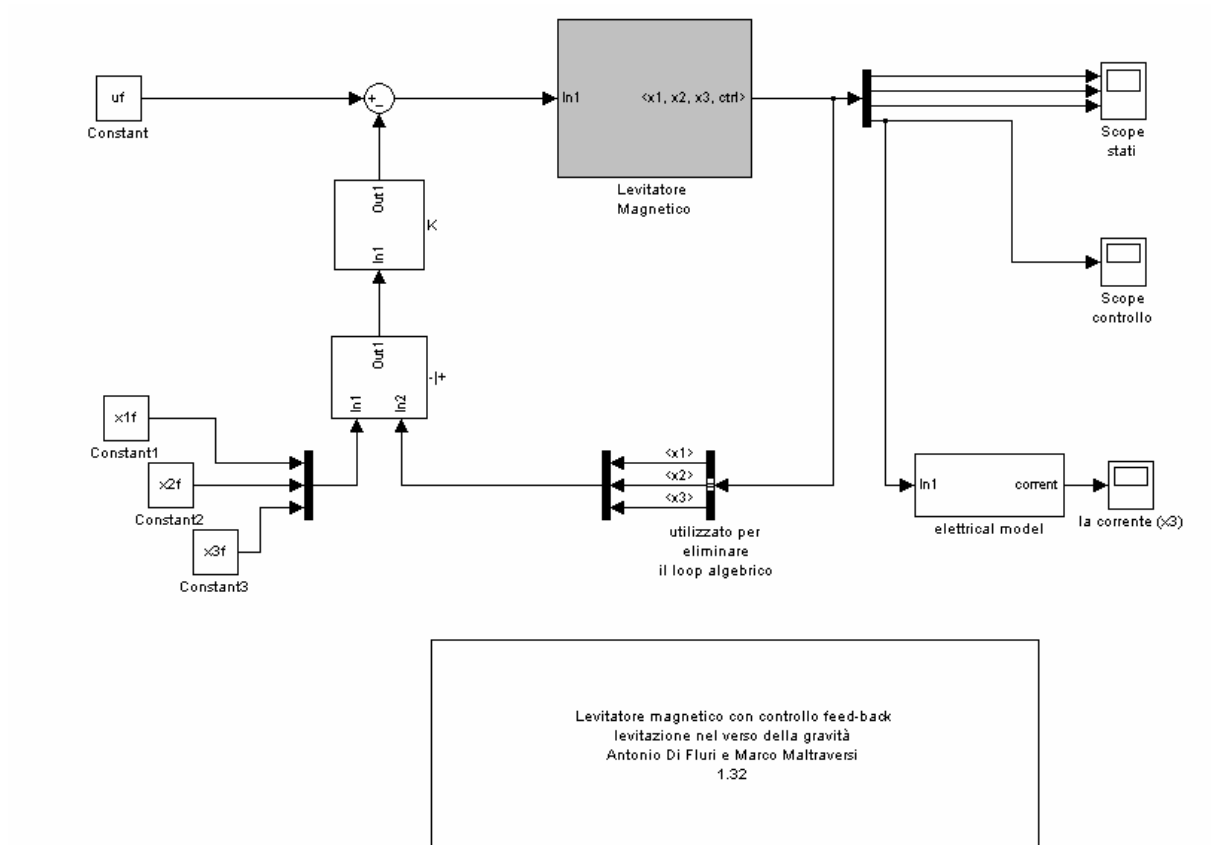 uf
Constant
+
-
In1
<x1, x2, x3, ctrl>
Levitatore
Magnetico
Scope
stati
Out1
In1
K
Scope
controllo
Out1
In1
In2
-|+
x1f
Constant1
x2f
Constant2
x3f
Constant3
<x1>
<x2>
<x3>
utilizzato per
eliminare
il loop algebrico
In1
corrent
elettrical model
la corrente (x3)
Levitatore magnetico con controllo feed-back
levitazione nel verso della gravità
Antonio Di Fluri e Marco Maltraversi
1.32